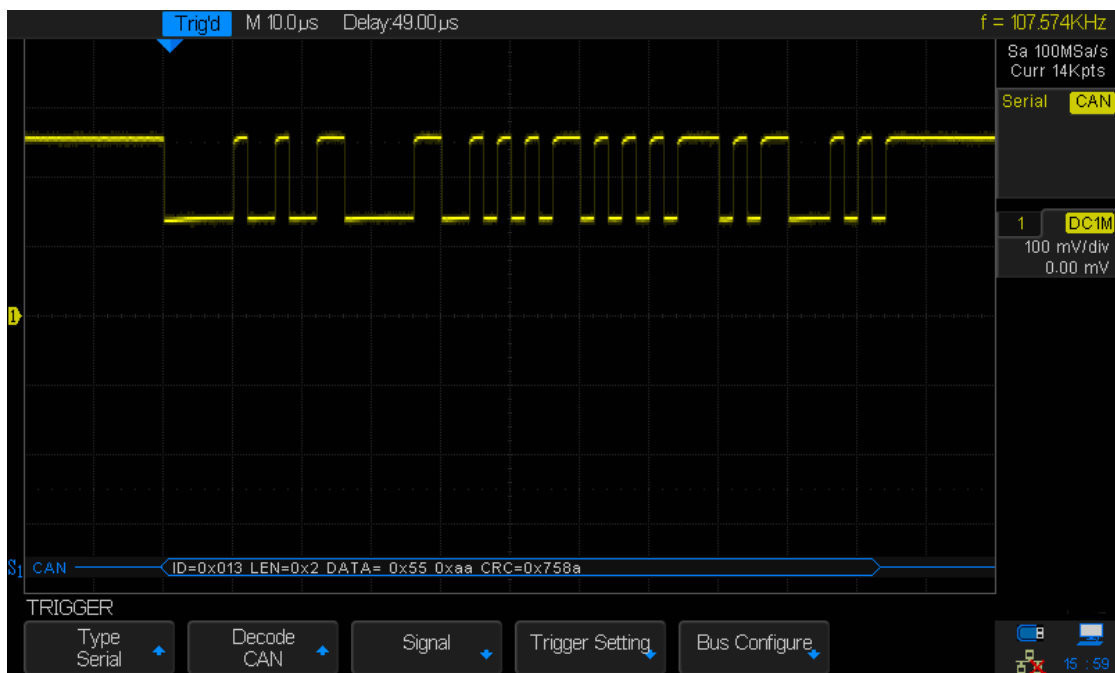 Trig'd M 10.0µs Delay:49.00µs f = 107.574KHz
Sa 100MSa/s
Curr 14Kpts
Serial CAN
1 DC1M
100 mV/div
0.00 mV
1
S1 CAN ID=0x013 LEN=0x2 DATA= 0x55 0xaa CRC=0x758a
TRIGGER
Type
Serial
Decode
CAN
Signal
Trigger Setting
Bus Configure
15 : 59